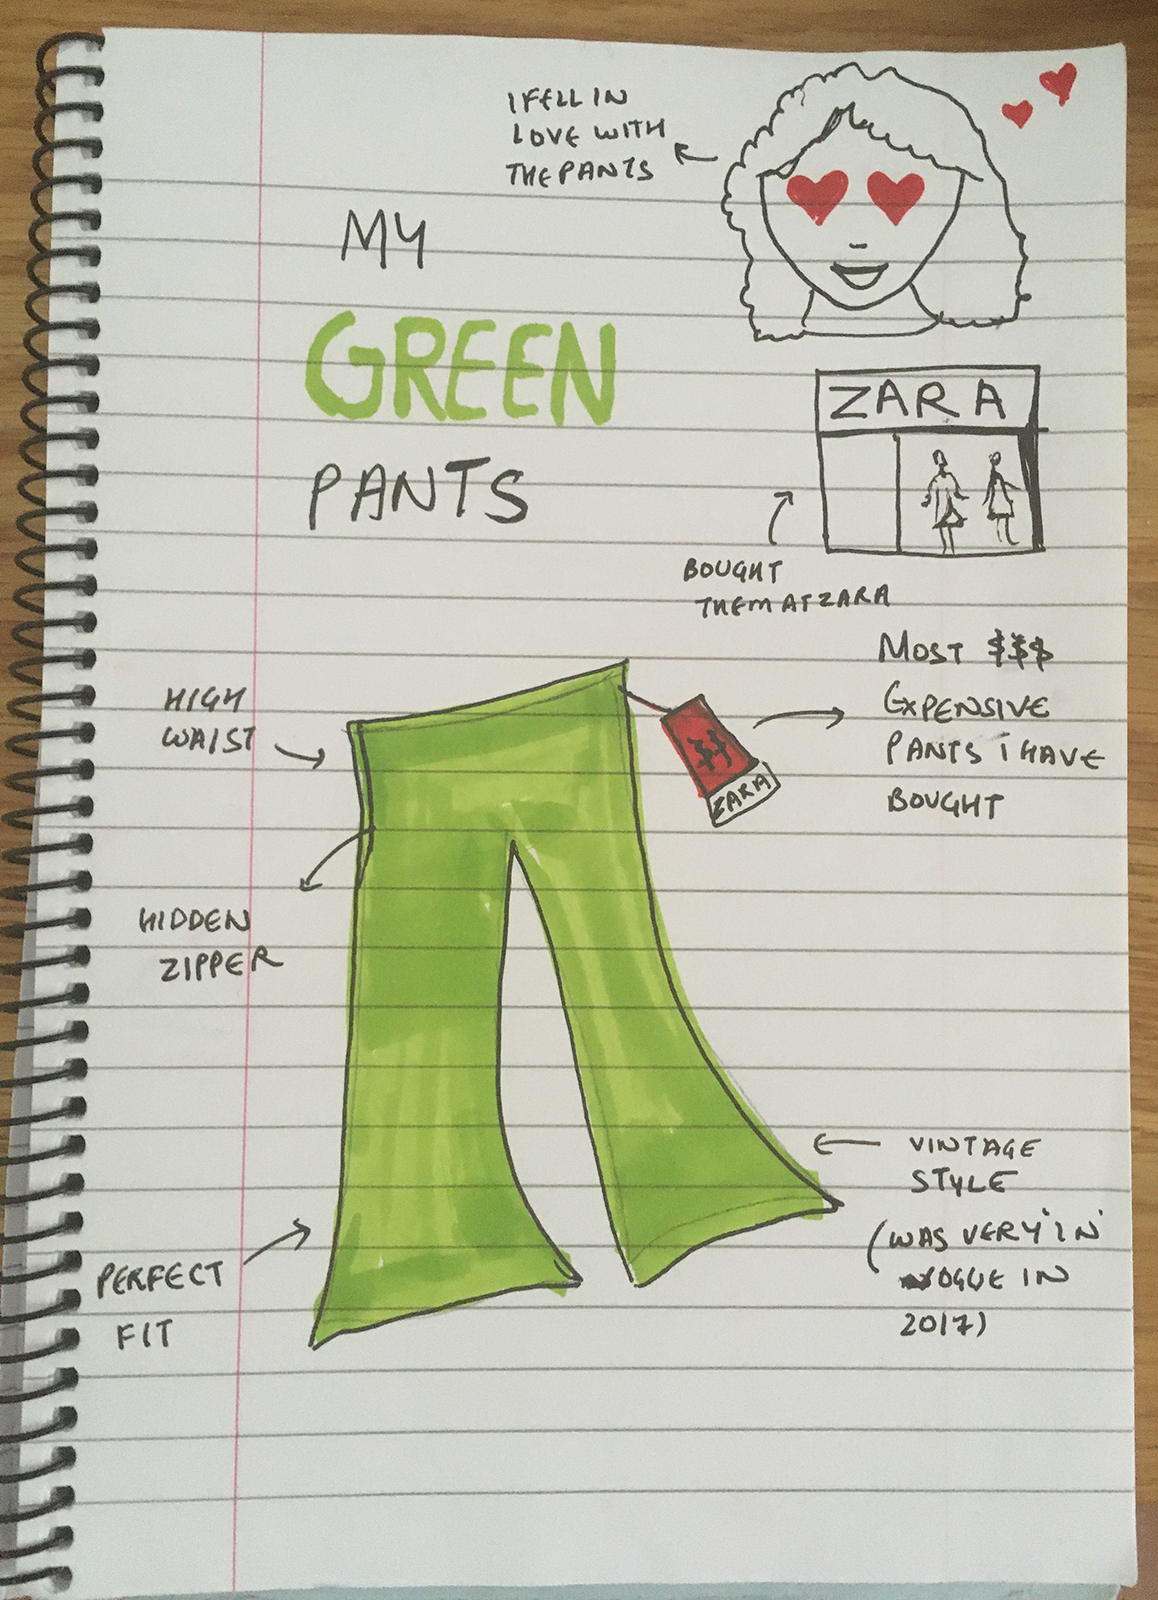 I FELL IN
LOVE WITH
THE PANTS
MY
GREEN
PANTS
ZARA
BOUGHT
THEM AT ZARA
MOST $$$
EXPENSIVE
PANTS I HAVE
BOUGHT
$$
ZARA
HIGH
WAIST
HIDDEN
ZIPPER
VINTAGE
STYLE
(WAS VERY 'IN'
VOGUE IN
2017)
PERFECT
FIT